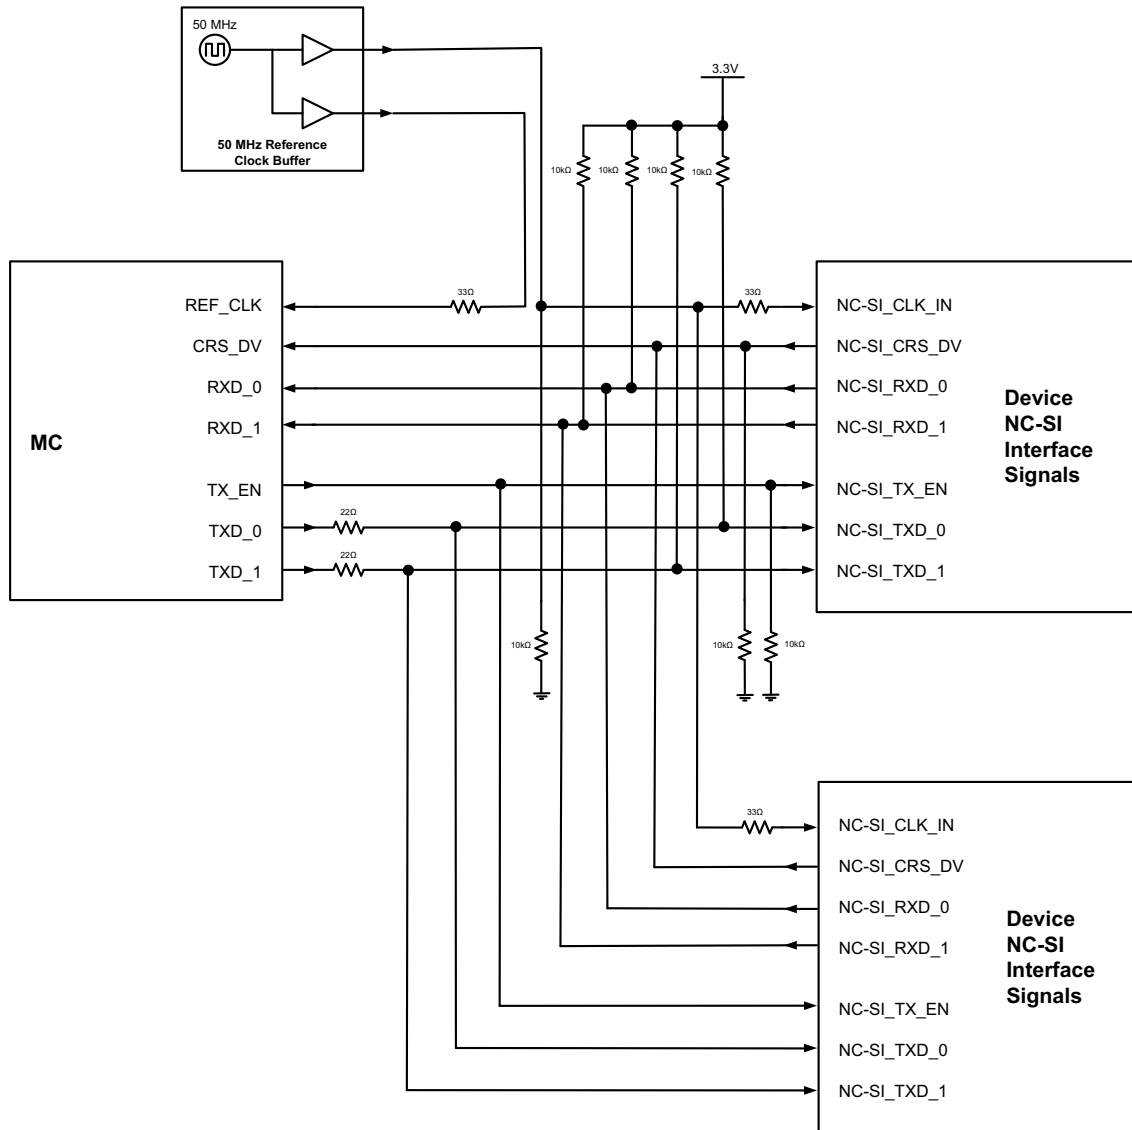 50 MHz
50 MHz Reference
Clock Buffer
3.3V
10kΩ
10kΩ
10kΩ
10kΩ
MC
REF_CLK
CRS_DV
RXD_0
RXD_1
TX_EN
TXD_0
TXD_1
33Ω
22Ω
22Ω
33Ω
NC-SI_CLK_IN
NC-SI_CRS_DV
NC-SI_RXD_0
NC-SI_RXD_1
NC-SI_TX_EN
NC-SI_TXD_0
NC-SI_TXD_1
Device
NC-SI
Interface
Signals
10kΩ
10kΩ
10kΩ
33Ω
NC-SI_CLK_IN
NC-SI_CRS_DV
NC-SI_RXD_0
NC-SI_RXD_1
NC-SI_TX_EN
NC-SI_TXD_0
NC-SI_TXD_1
Device
NC-SI
Interface
Signals